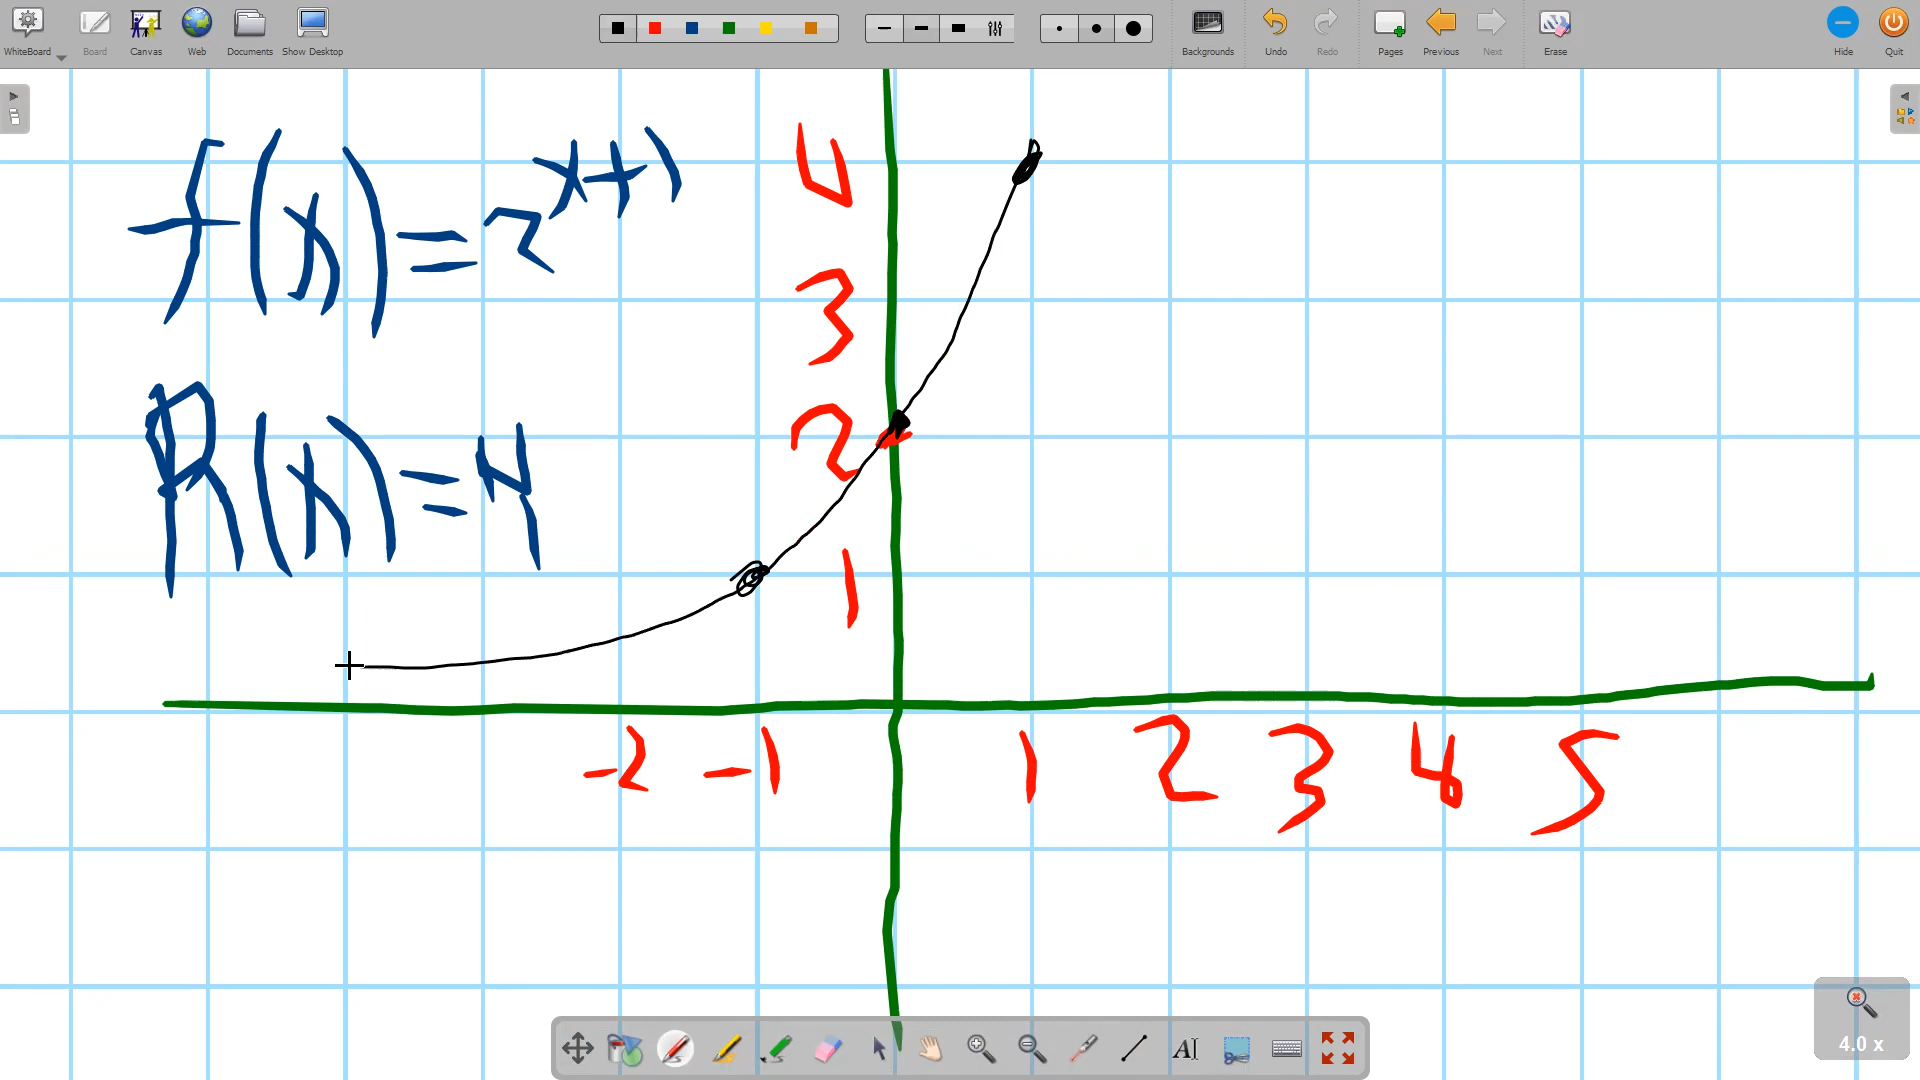 WhiteBoard Board Canvas Web Documents Show Desktop Backgrounds Undo Redo Pages Previous Next Erase Hide Quit
f(x)=2^x+1
R(x)=4
4
3
2
1
-2 -1 1 2 3 4 5
4.0 x